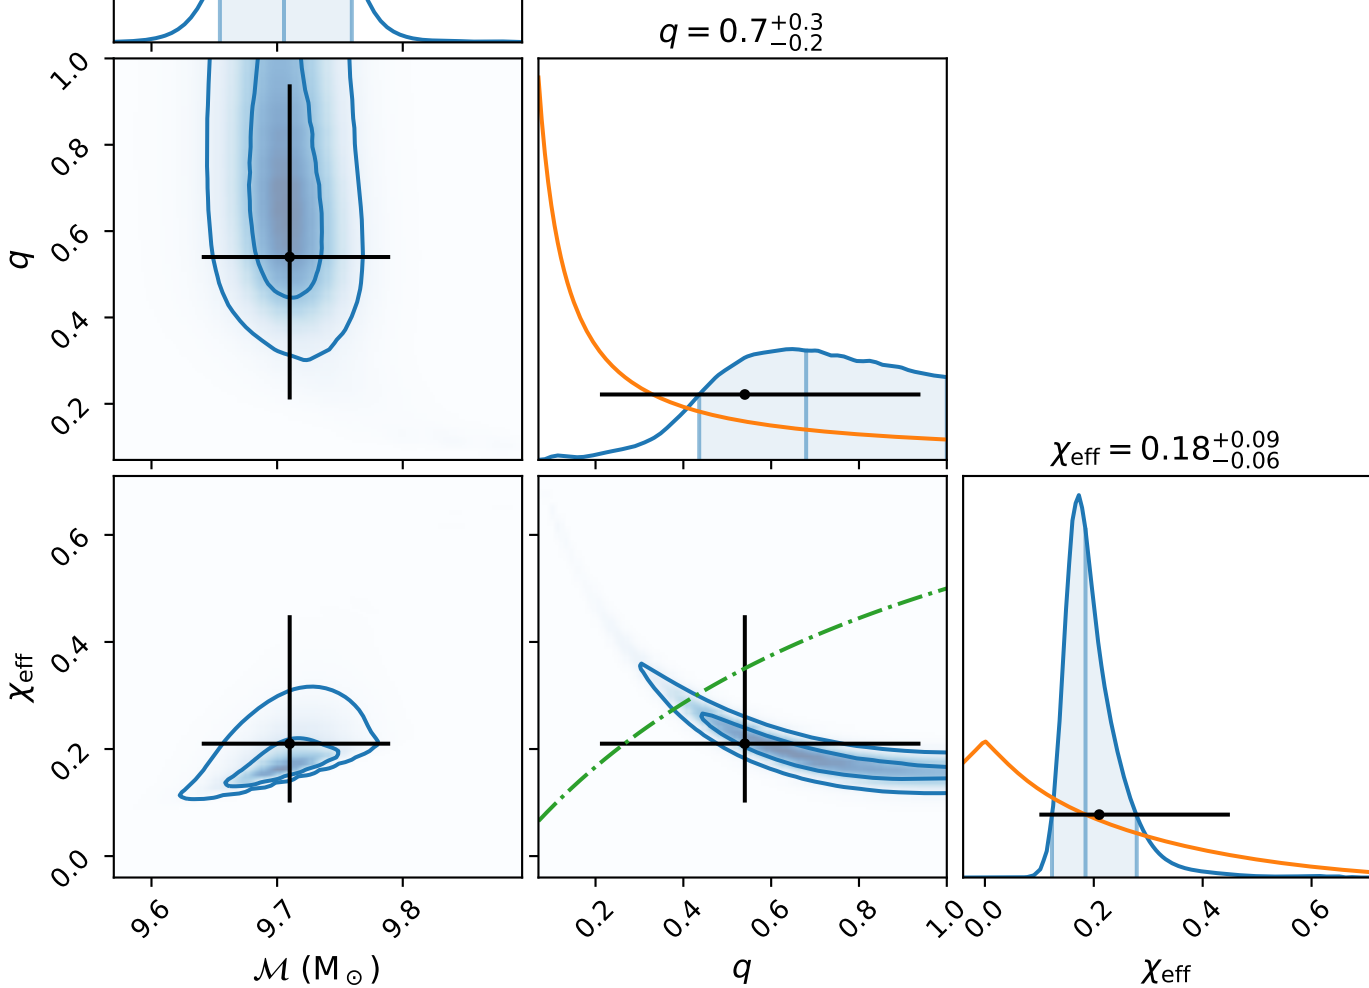 q = 0.7^{+0.3}_{-0.2}
1.0
0.8
0.6
0.4
0.2
q
χ_eff = 0.18^{+0.09}_{-0.06}
0.6
0.4
0.2
0.0
χ_eff
9.6 9.7 9.8
0.2 0.4 0.6 0.8 1.0
0.0 0.2 0.4 0.6
ℳ (M_⊙)
q
χ_eff